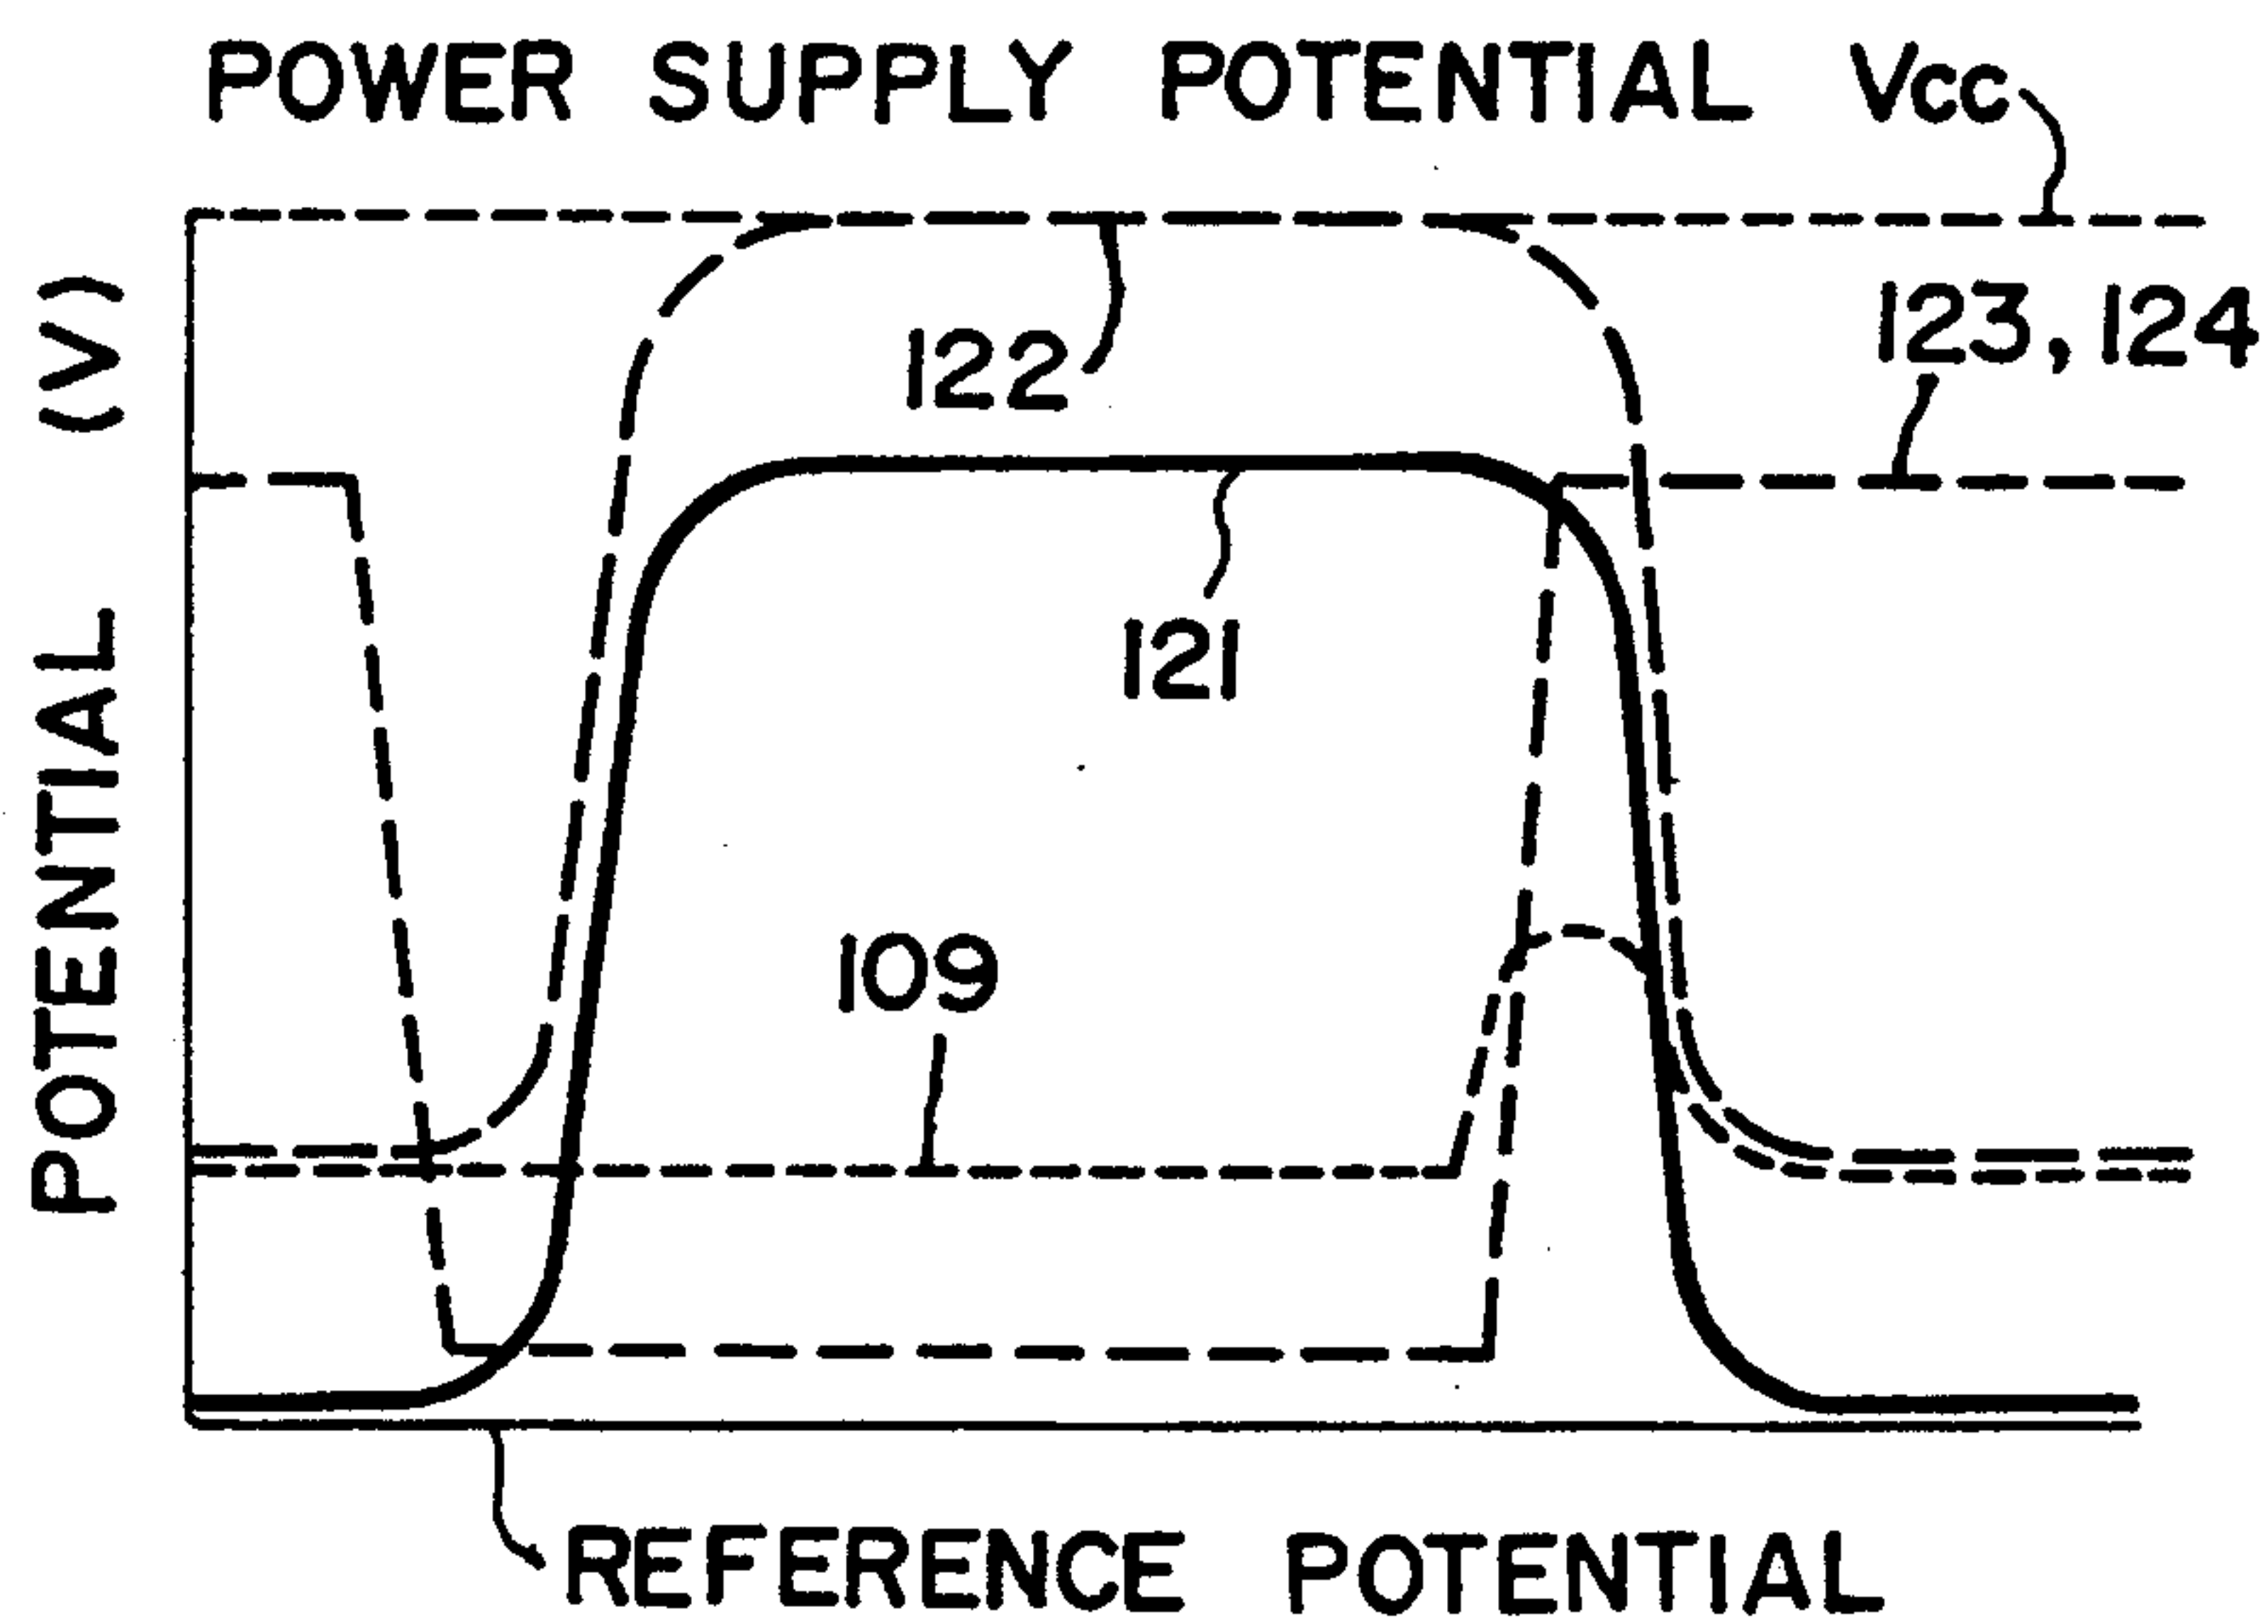 POWER SUPPLY POTENTIAL Vcc
POTENTIAL (V)
123, 124
122
121
109
REFERENCE POTENTIAL